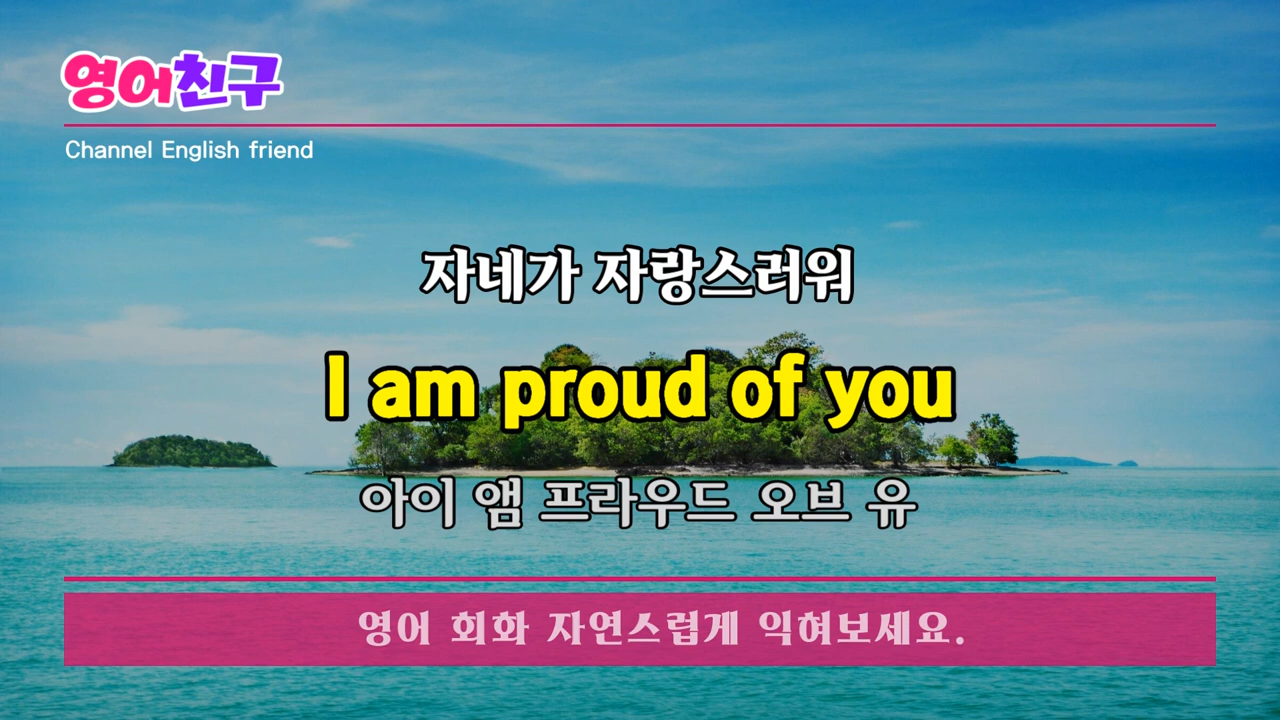 영어친구
Channel English friend
자네가 자랑스러워
I am proud of you
아이 앰 프라우드 오브 유
영어 회화 자연스럽게 익혀보세요.